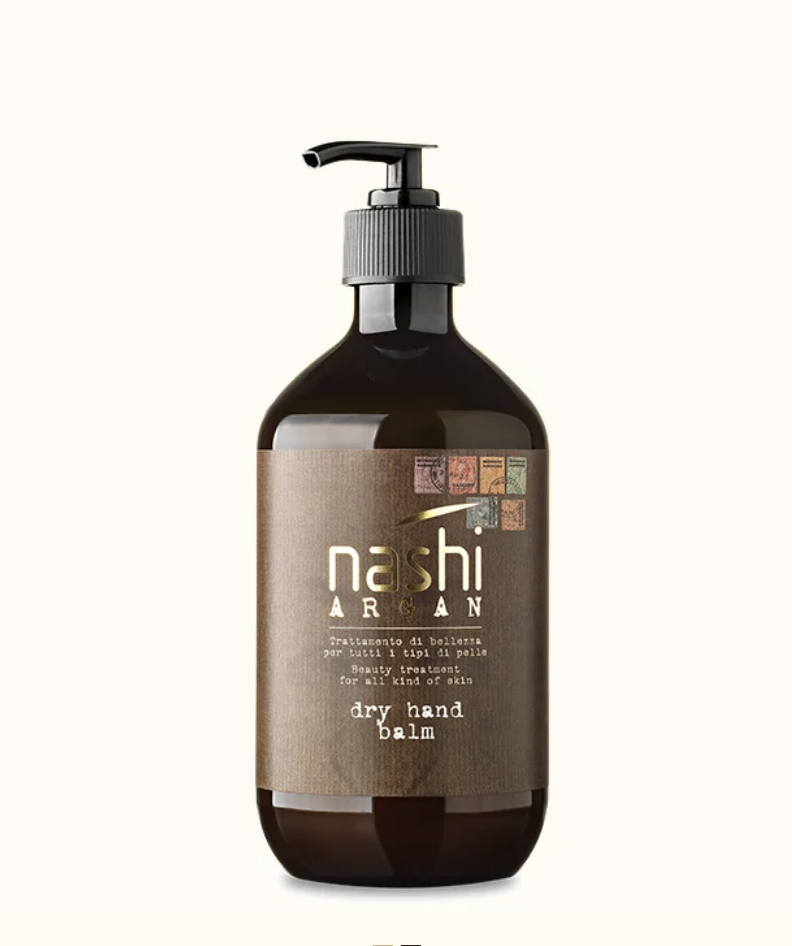 nashi
ARGAN
Trattamento di bellezza
per tutti i tipi di pelle
Beauty treatment
for all kind of skin
dry hand
balm